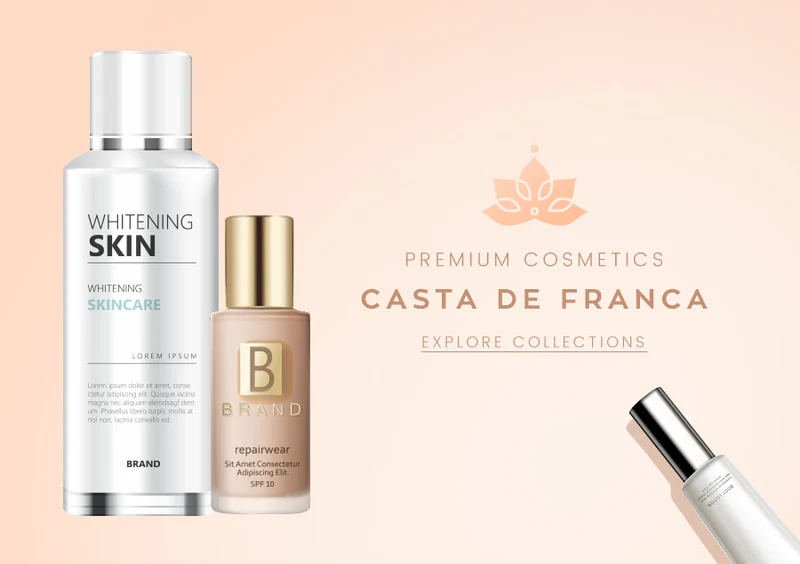 WHITENING
SKIN
WHITENING
SKINCARE
LOREM IPSUM
Lorem ipsum dolor sit amet, conse
ctetur adipiscing elit. Quisque lacinia
magna nec aliquam elemdsagf dent
um. Phasellus libero turpis, mollis at
nisl non, lacinia convallis est.
BRAND
B
BRAND
repairwear
Sit Amet Consectetur
Adipiscing Elit.
SPF 10
PREMIUM COSMETICS
CASTA DE FRANCA
EXPLORE COLLECTIONS
BODY LOTION